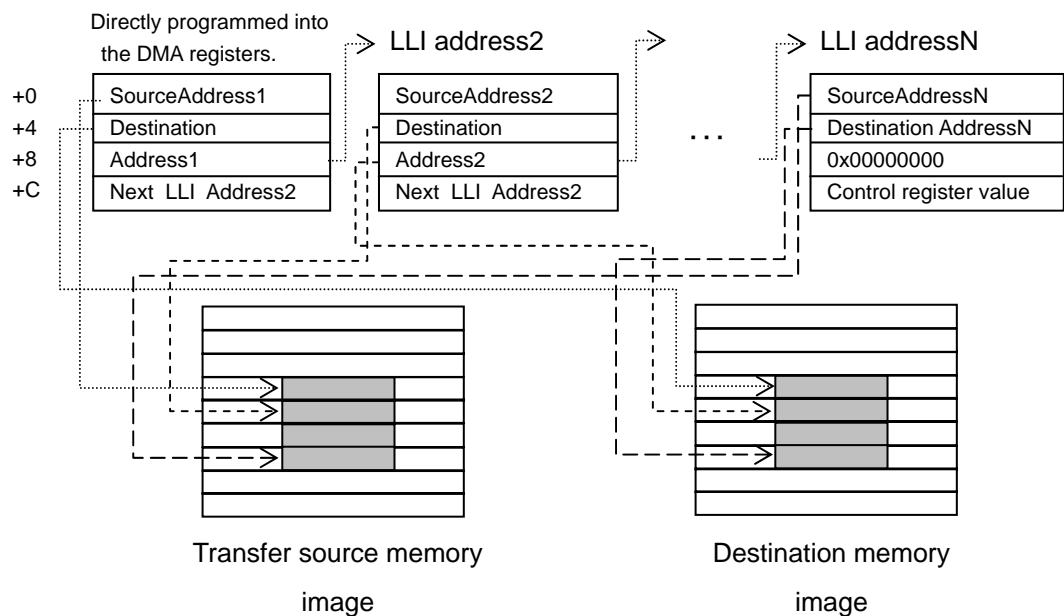 Directly programmed into
the DMA registers.
LLI address2
LLI addressN
+0
SourceAddress1
SourceAddress2
SourceAddressN
+4
Destination
Destination
Destination AddressN
+8
Address1
Address2
...
0x00000000
+C
Next LLI Address2
Next LLI Address2
Control register value
Transfer source memory
image
Destination memory
image